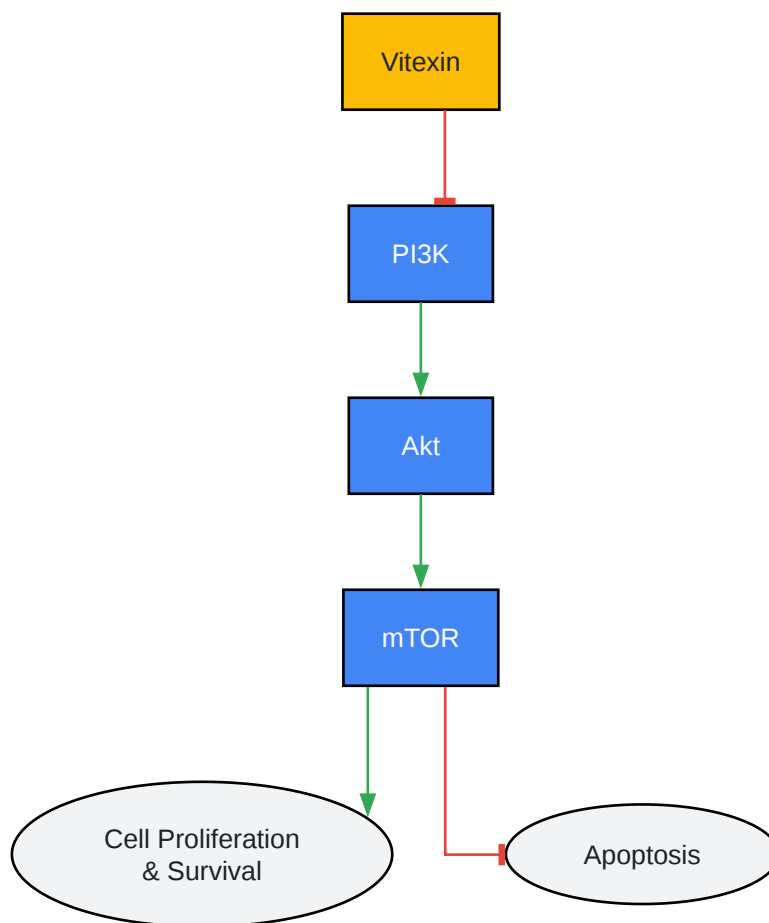 Vitexin
PI3K
Akt
mTOR
Cell Proliferation
& Survival
Apoptosis